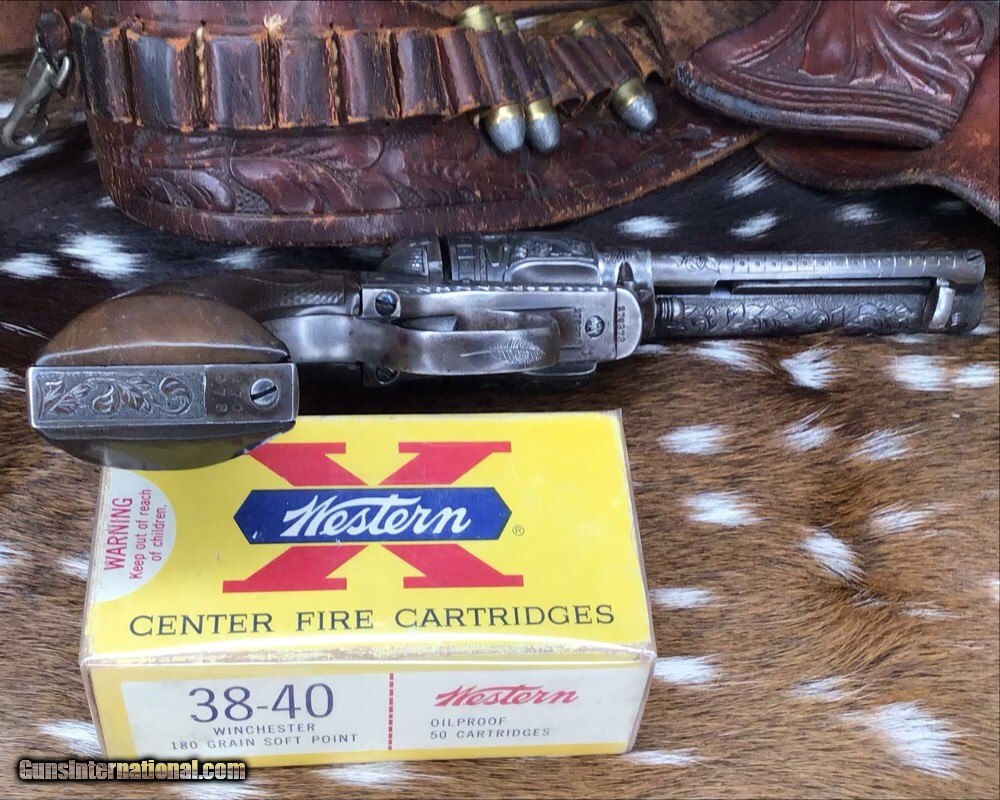 Western
®
WARNING
Keep out of reach
of children.
CENTER FIRE CARTRIDGES
38-40
WINCHESTER
180 GRAIN SOFT POINT
Western
OILPROOF
50 CARTRIDGES
GunsInternational.com